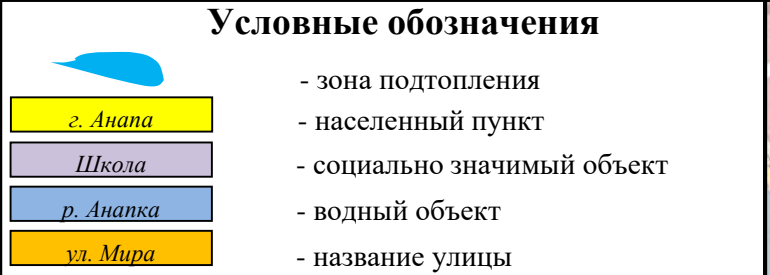 Условные обозначения
- зона подтопления
г. Анапа - населенный пункт
Школа - социально значимый объект
р. Анапка - водный объект
ул. Мира - название улицы